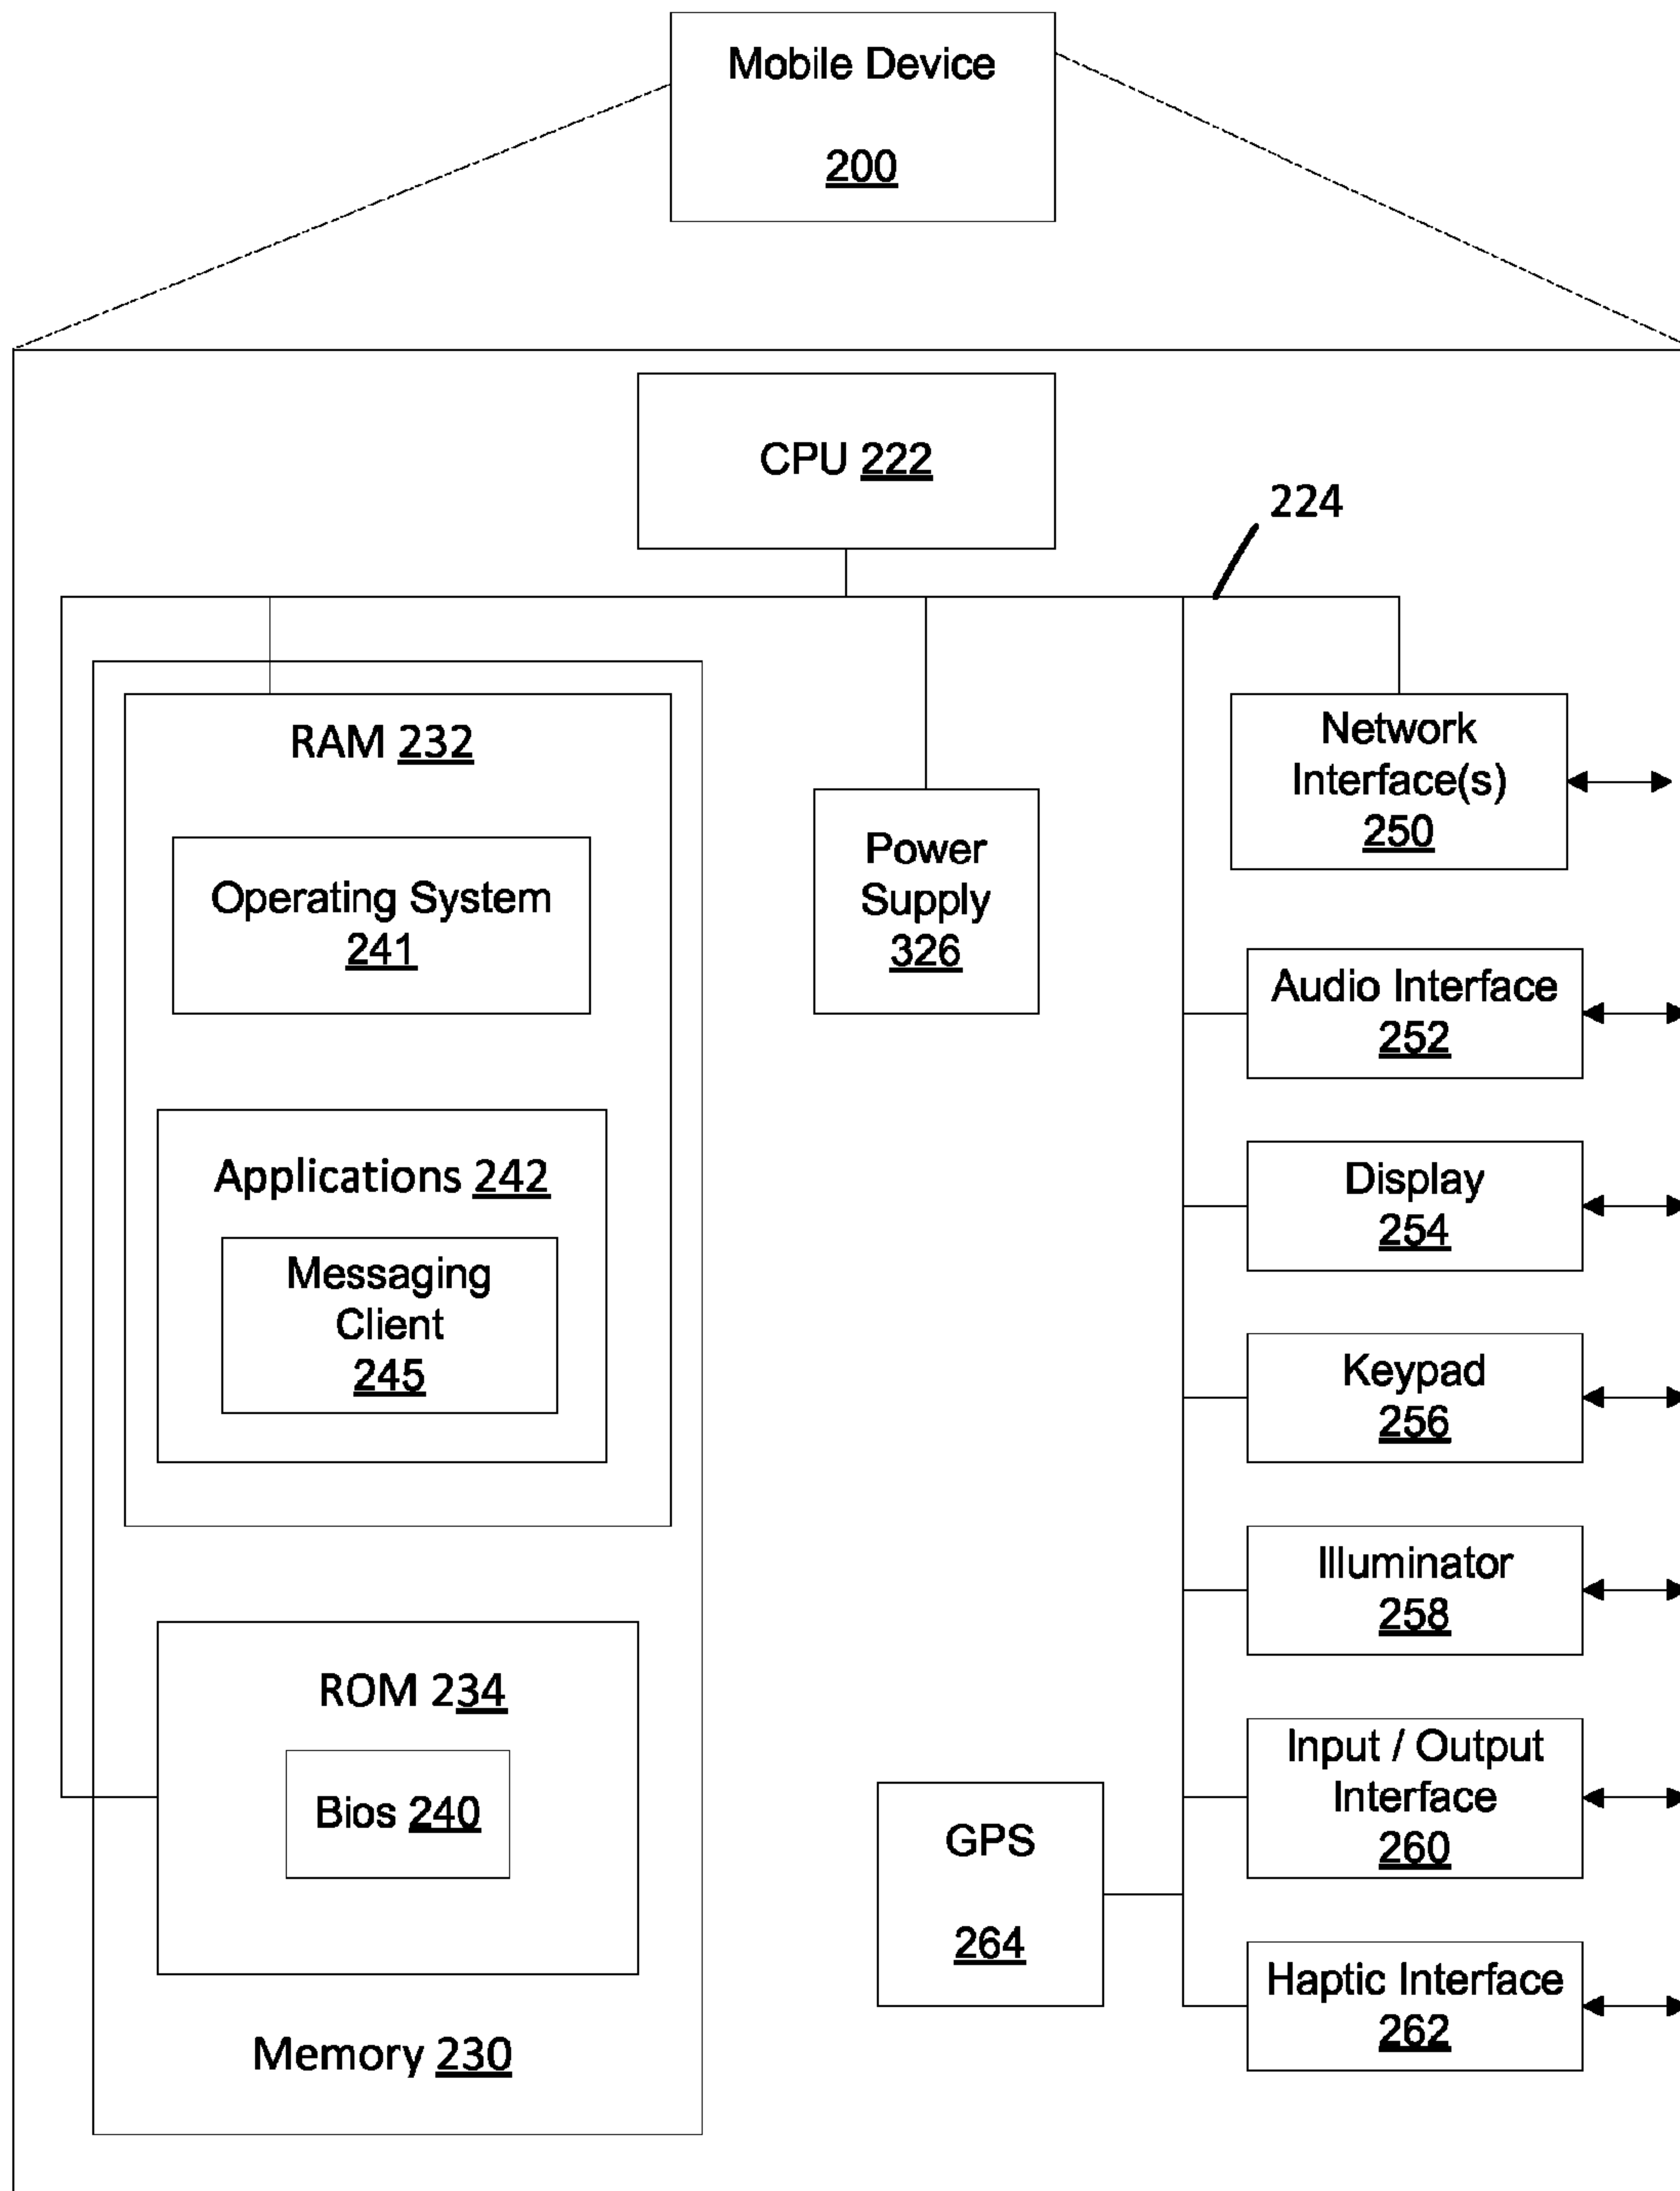 Mobile Device
200
CPU 222
224
RAM 232
Operating System
241
Applications 242
Messaging
Client
245
ROM 234
Bios 240
Memory 230
Power
Supply
326
GPS
264
Network
Interface(s)
250
Audio Interface
252
Display
254
Keypad
256
Illuminator
258
Input / Output
Interface
260
Haptic Interface
262